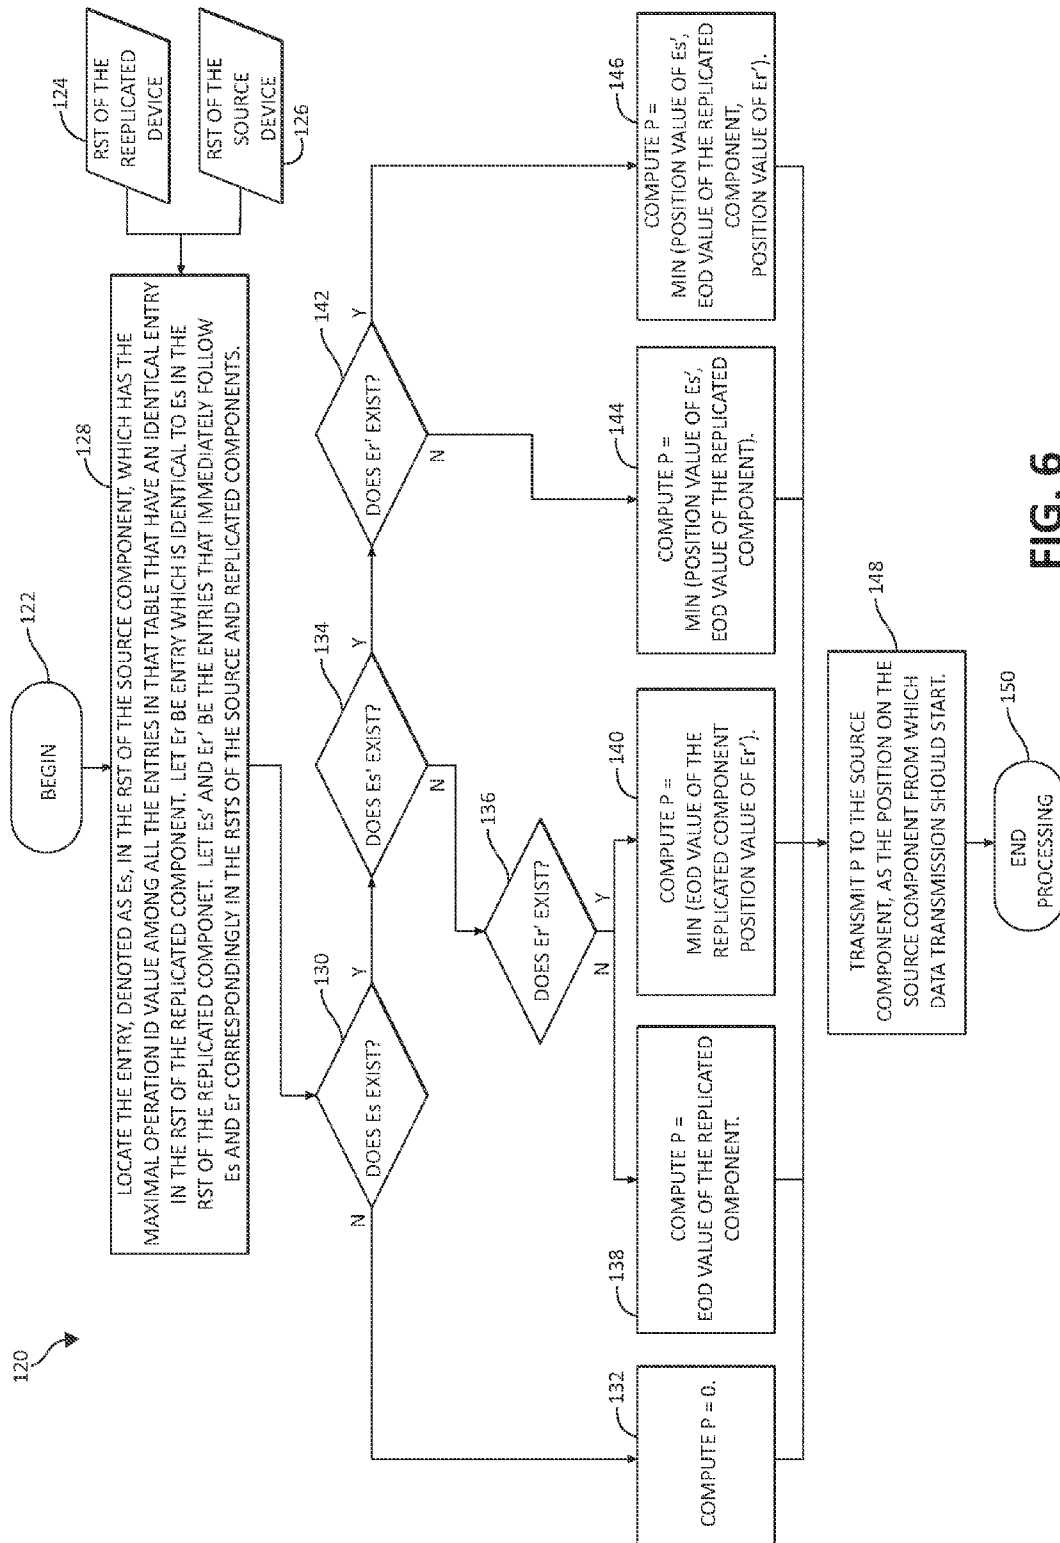 120
BEGIN
122
RST OF THE
REEPLICATED
DEVICE
124
RST OF THE
SOURCE
DEVICE
126
128
LOCATE THE ENTRY, DENOTED AS Es, IN THE RST OF THE SOURCE COMPONENT, WHICH HAS THE
MAXIMAL OPERATION ID VALUE AMONG ALL THE ENTRIES IN THAT TABLE THAT HAVE AN IDENTICAL ENTRY
IN THE RST OF THE REPLICATED COMPONENT. LET Er BE ENTRY WHICH IS IDENTICAL TO Es IN THE
RST OF THE REPLICATED COMPONET. LET Es' AND Er' BE THE ENTRIES THAT IMMEDIATELY FOLLOW
Es AND Er CORRESPONDINGLY IN THE RSTS OF THE SOURCE AND REPLICATED COMPONENTS.
130
DOES Es EXIST?
N
Y
134
DOES Es' EXIST?
Y
N
142
DOES Er' EXIST?
Y
N
136
DOES Er' EXIST?
N
Y
132
COMPUTE P = 0.
138
COMPUTE P =
EOD VALUE OF THE REPLICATED
COMPONENT.
140
COMPUTE P =
MIN (EOD VALUE OF THE
REPLICATED COMPONENT
POSITION VALUE OF Er').
144
COMPUTE P =
MIN (POSITION VALUE OF Es',
EOD VALUE OF THE REPLICATED
COMPONENT).
146
COMPUTE P =
MIN (POSITION VALUE OF Es',
EOD VALUE OF THE REPLICATED
COMPONENT,
POSITION VALUE OF Er').
148
TRANSMIT P TO THE SOURCE
COMPONENT, AS THE POSITION ON THE
SOURCE COMPONENT FROM WHICH
DATA TRANSMISSION SHOULD START.
150
END
PROCESSING
FIG. 6